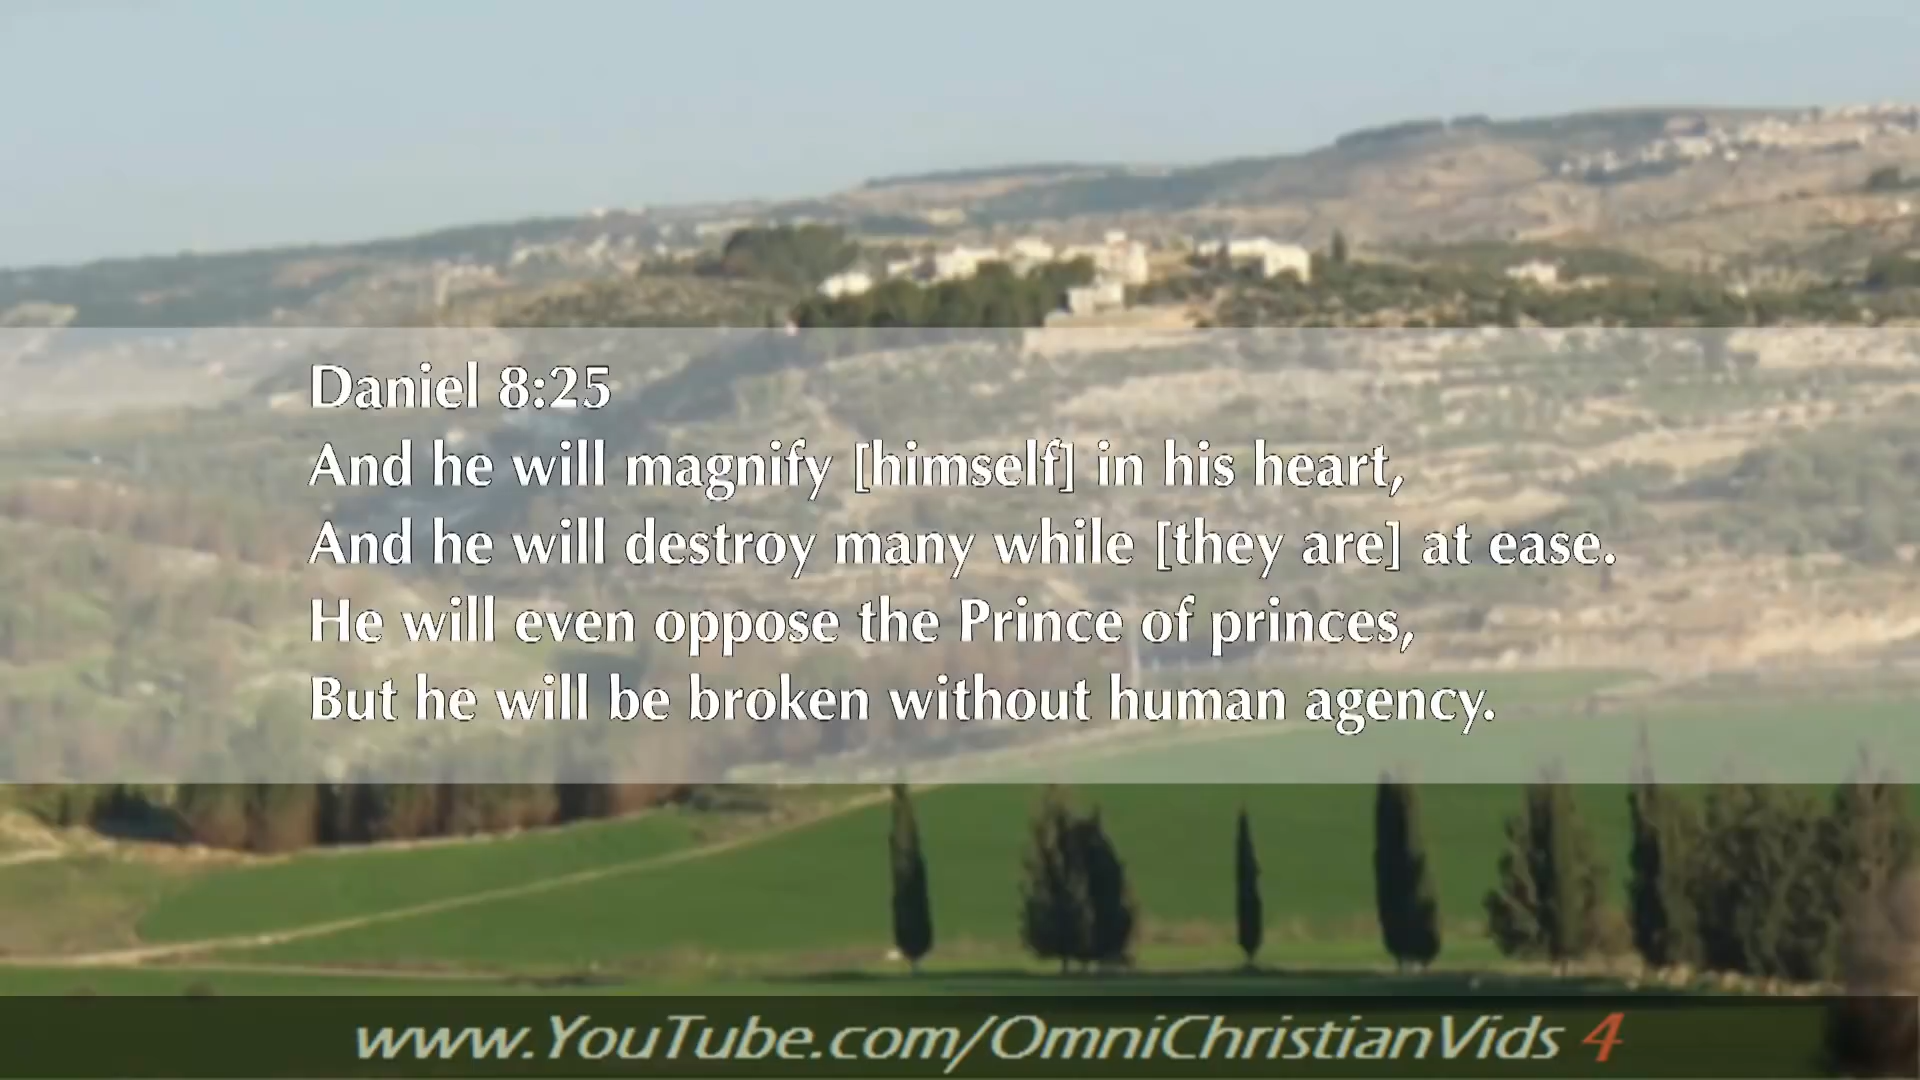 Daniel 8:25
And he will magnify [himself] in his heart,
And he will destroy many while [they are] at ease.
He will even oppose the Prince of princes,
But he will be broken without human agency.
www.YouTube.com/OmniChristianVids 4